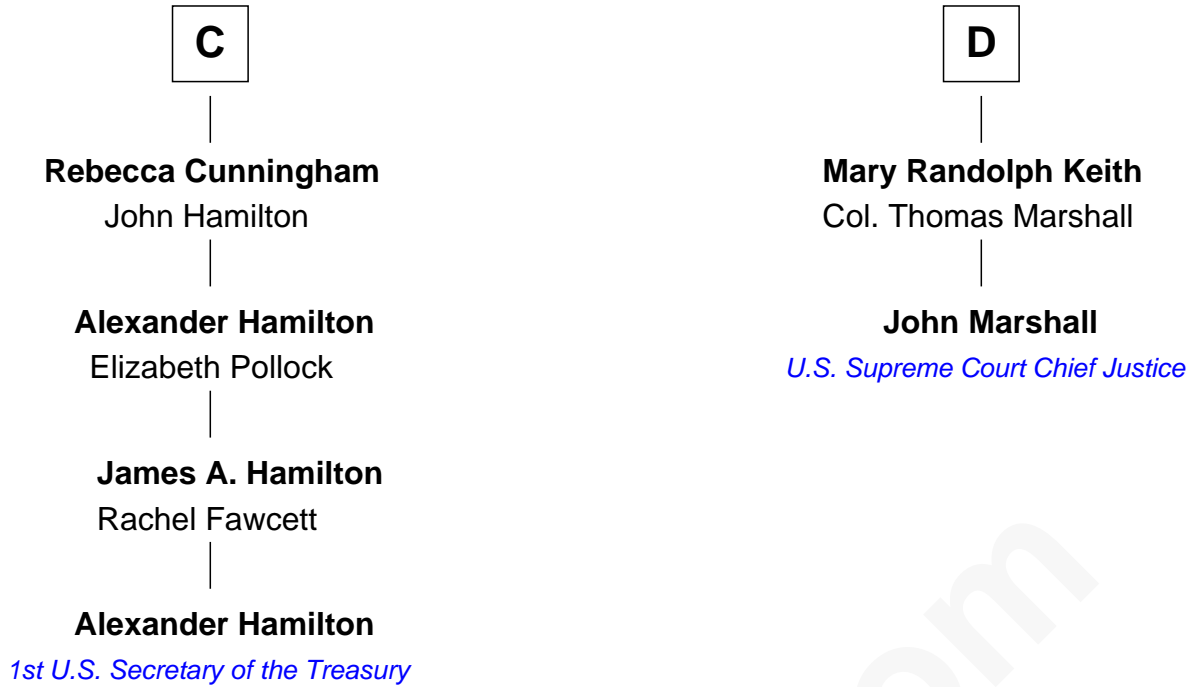 C
Rebecca Cunningham
John Hamilton
Alexander Hamilton
Elizabeth Pollock
James A. Hamilton
Rachel Fawcett
Alexander Hamilton
1st U.S. Secretary of the Treasury
D
Mary Randolph Keith
Col. Thomas Marshall
John Marshall
U.S. Supreme Court Chief Justice
om